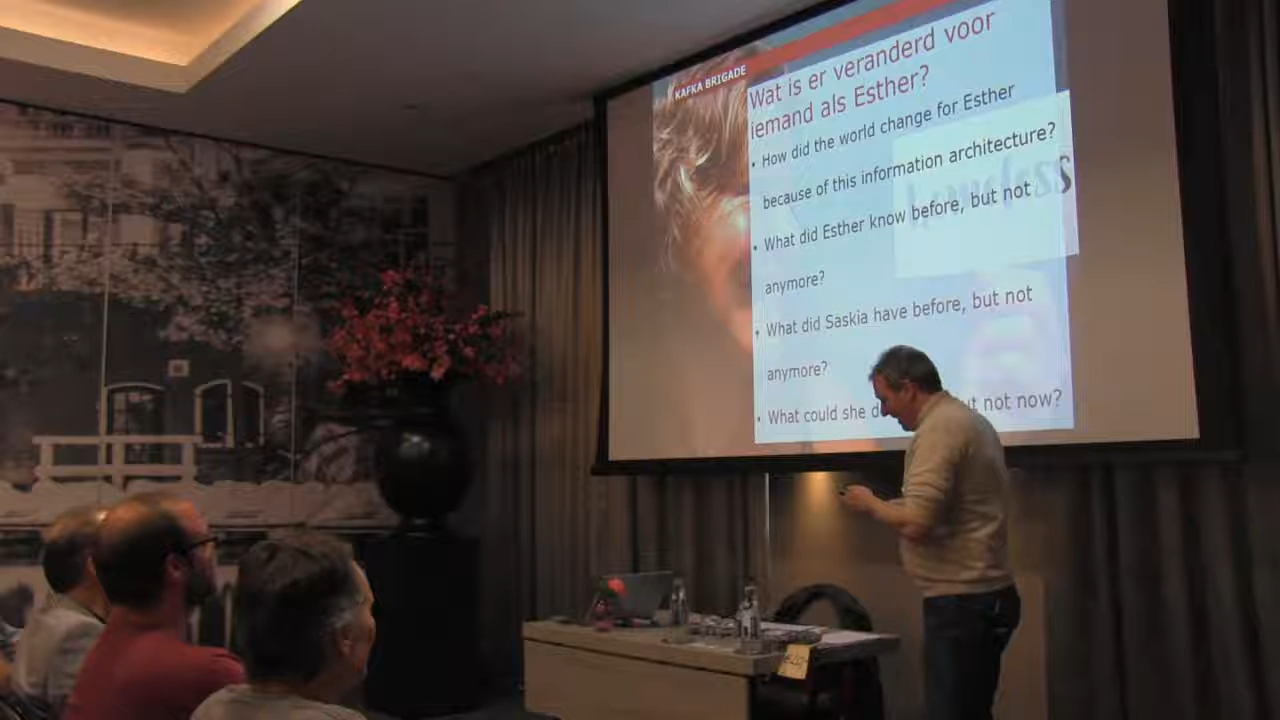 KAFKA BRIGADE
Wat is er veranderd voor
iemand als Esther?
• How did the world change for Esther
because of this information architecture?
• What did Esther know before, but not
anymore?
• What did Saskia have before, but not
anymore?
• What could she ut not now?
homeless